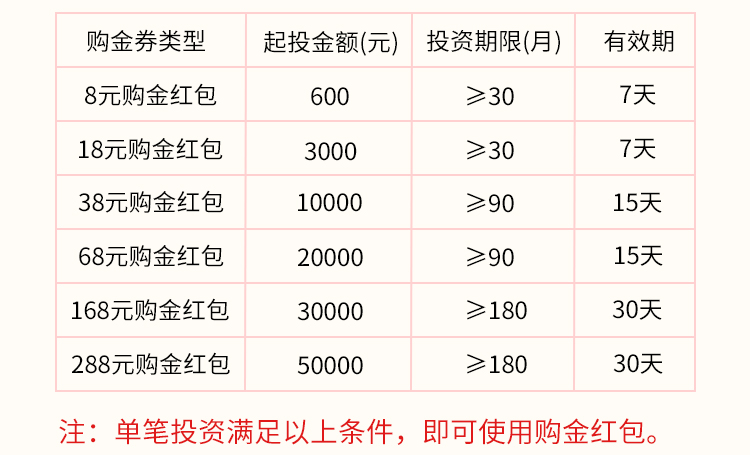 购金券类型 起投金额(元) 投资期限(月) 有效期
8元购金红包 600 ≥30 7天
18元购金红包 3000 ≥30 7天
38元购金红包 10000 ≥90 15天
68元购金红包 20000 ≥90 15天
168元购金红包 30000 ≥180 30天
288元购金红包 50000 ≥180 30天
注：单笔投资满足以上条件，即可使用购金红包。